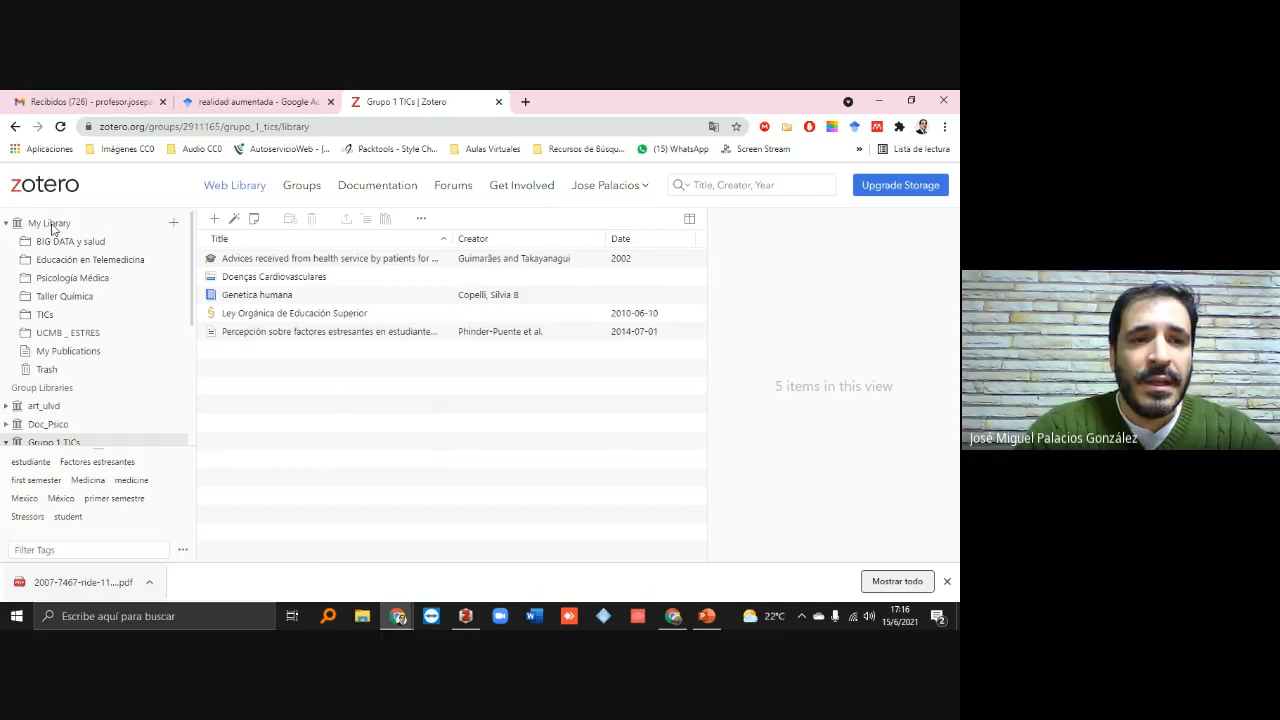 Recibidos (726) - profesor.josepa
realidad aumentada - Google Ac
Z Grupo 1 TICs | Zotero
zotero.org/groups/2911165/grupo_1_tics/library
Aplicaciones
Imágenes CC0
Audio CC0
AutoservicioWeb - (...
Packtools - Style Ch...
Aulas Virtuales
Recursos de Búsqu...
(15) WhatsApp
Screen Stream
»
Lista de lectura
zotero
Web Library
Groups
Documentation
Forums
Get Involved
Jose Palacios
Title, Creator, Year
Upgrade Storage
My Library
BIG DATA y salud
Educación en Telemedicina
Psicología Médica
Taller Química
TICs
UCMB _ ESTRES
My Publications
Trash
Group Libraries
art_ulvd
Doc_Psico
Grupo 1 TICs
estudiante Factores estresantes
first semester Medicina medicine
Mexico México primer semestre
Stressors student
Filter Tags
Title Creator Date
Advices received from health service by patients for ... Guimarães and Takayanagui 2002
Doenças Cardiovasculares
Genetica humana Copelli, Silvia B
Ley Orgánica de Educación Superior 2010-06-10
Percepción sobre factores estresantes en estudiante... Phinder-Puente et al. 2014-07-01
5 items in this view
2007-7467-ride-11....pdf
Mostrar todo
Escribe aquí para buscar
22°C
17:16
15/6/2021
2
José Miguel Palacios González